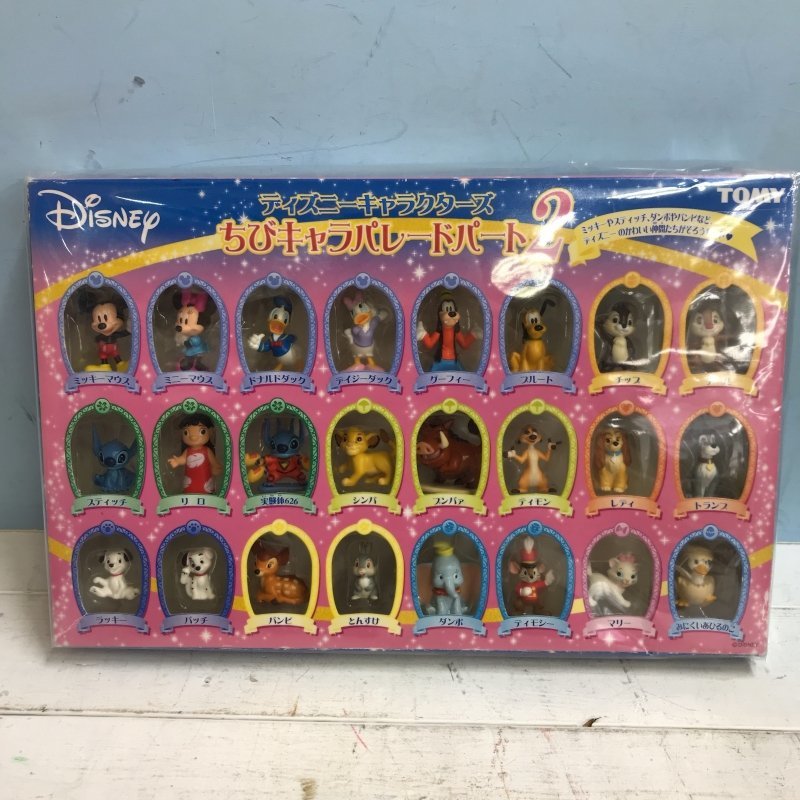 Disney
ディズニーキャラクターズ
TOMY
ちびキャラパレードパート2
ミッキーやスティッチ、ダンボやバンビなど
ディズニーのかわいい仲間たちがそろう
ミッキーマウス
ミニーマウス
ドナルドダック
デイジーダック
グーフィー
プルート
チップ
デール
スティッチ
リロ
実験体626
シンバ
プンバァ
ティモン
レディ
トランプ
ラッキー
パッチ
バンビ
とんすけ
ダンボ
ティモシー
マリー
みにくいあひるのこ
©DISNEY